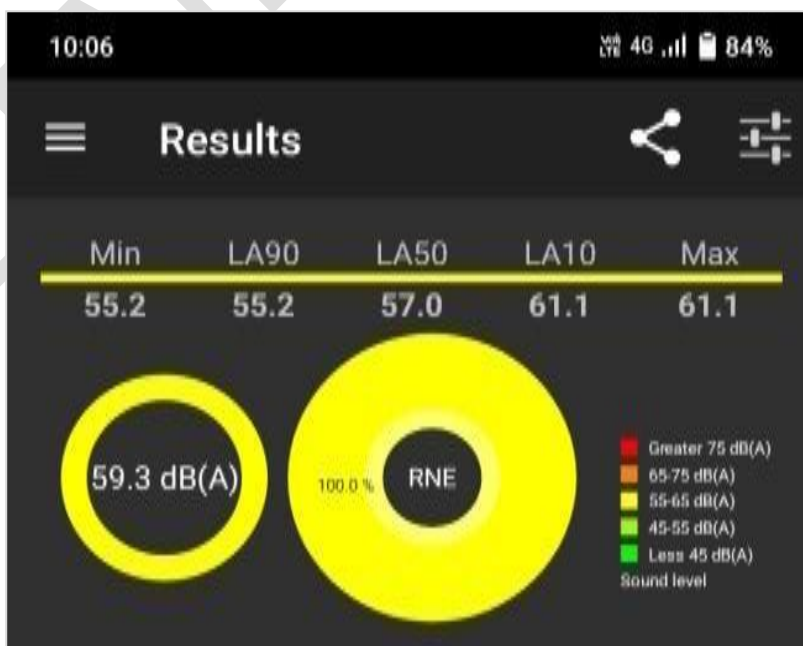 10:06 Vo LTE 4G 84%
Results
Min LA90 LA50 LA10 Max
55.2 55.2 57.0 61.1 61.1
59.3 dB(A)
100.0 %
RNE
Greater 75 dB(A)
65-75 dB(A)
55-65 dB(A)
45-55 dB(A)
Less 45 dB(A)
Sound level